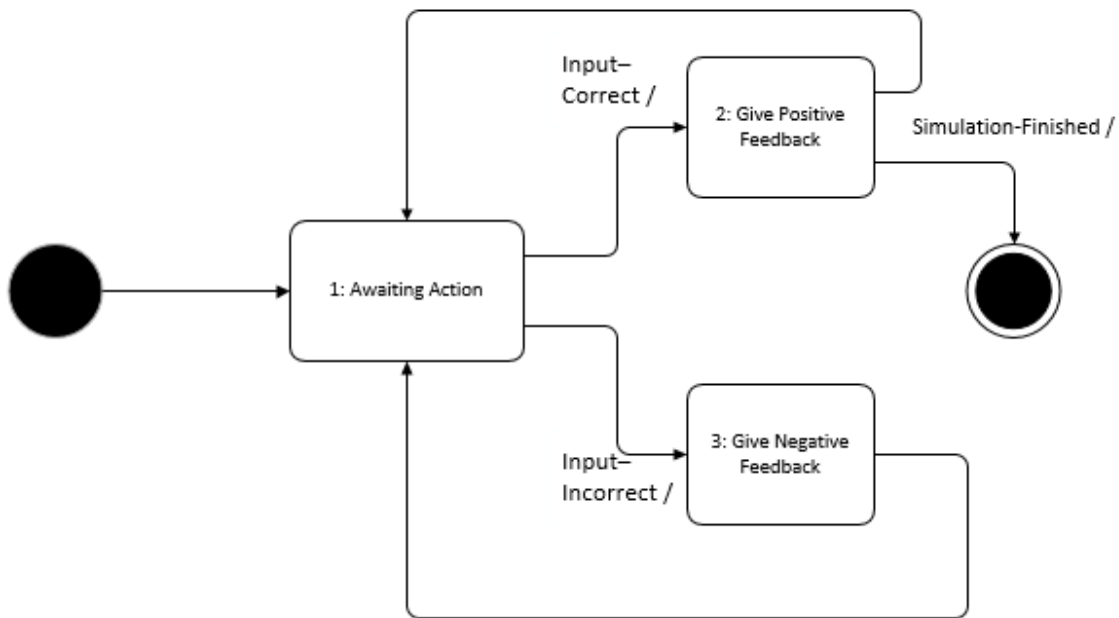 Input–
Correct /
2: Give Positive
Feedback
Simulation-Finished /
1: Awaiting Action
Input–
Incorrect /
3: Give Negative
Feedback